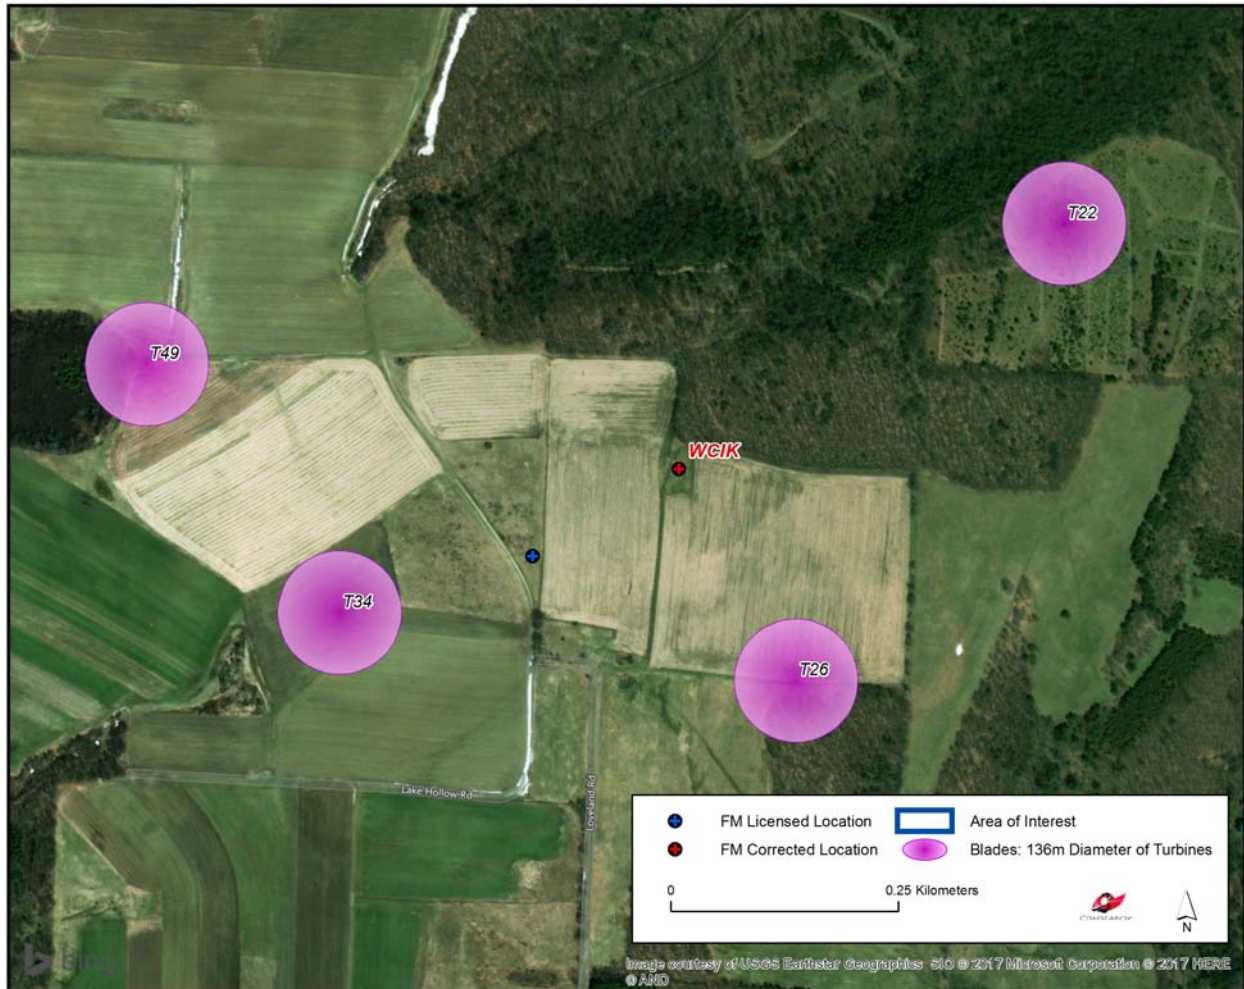 T22
T49
WCIK
T34
T26
Lake Hollow Rd
Loveland Rd
FM Licensed Location
Area of Interest
FM Corrected Location
Blades: 136m Diameter of Turbines
0
0.25 Kilometers
COMSEARCH
N
bing
Image courtesy of USGS Earthstar Geographics SIO © 2017 Microsoft Corporation © 2017 HERE
© AND